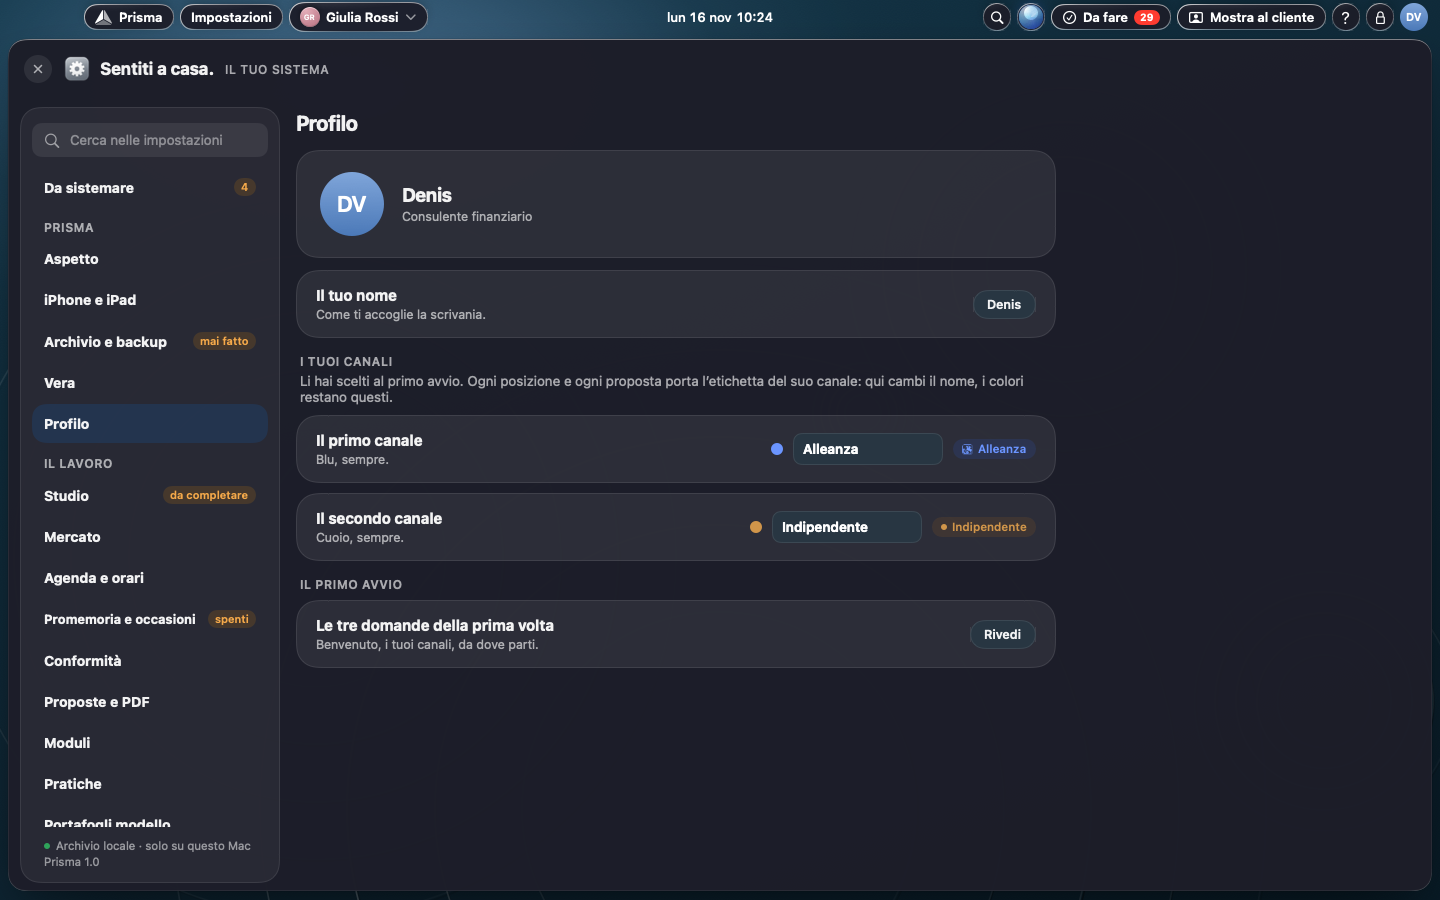 Prisma
Impostazioni
GR Giulia Rossi
lun 16 nov 10:24
Da fare 29
Mostra al cliente
?
DV
Sentiti a casa. IL TUO SISTEMA
Cerca nelle impostazioni
Da sistemare 4
PRISMA
Aspetto
iPhone e iPad
Archivio e backup mai fatto
Vera
Profilo
IL LAVORO
Studio da completare
Mercato
Agenda e orari
Promemoria e occasioni spenti
Conformità
Proposte e PDF
Moduli
Pratiche
Portafogli modello
Archivio locale · solo su questo Mac
Prisma 1.0
Profilo
DV
Denis
Consulente finanziario
Il tuo nome
Come ti accoglie la scrivania.
Denis
I TUOI CANALI
Li hai scelti al primo avvio. Ogni posizione e ogni proposta porta l’etichetta del suo canale: qui cambi il nome, i colori
restano questi.
Il primo canale
Blu, sempre.
Alleanza
Alleanza
Il secondo canale
Cuoio, sempre.
Indipendente
Indipendente
IL PRIMO AVVIO
Le tre domande della prima volta
Benvenuto, i tuoi canali, da dove parti.
Rivedi